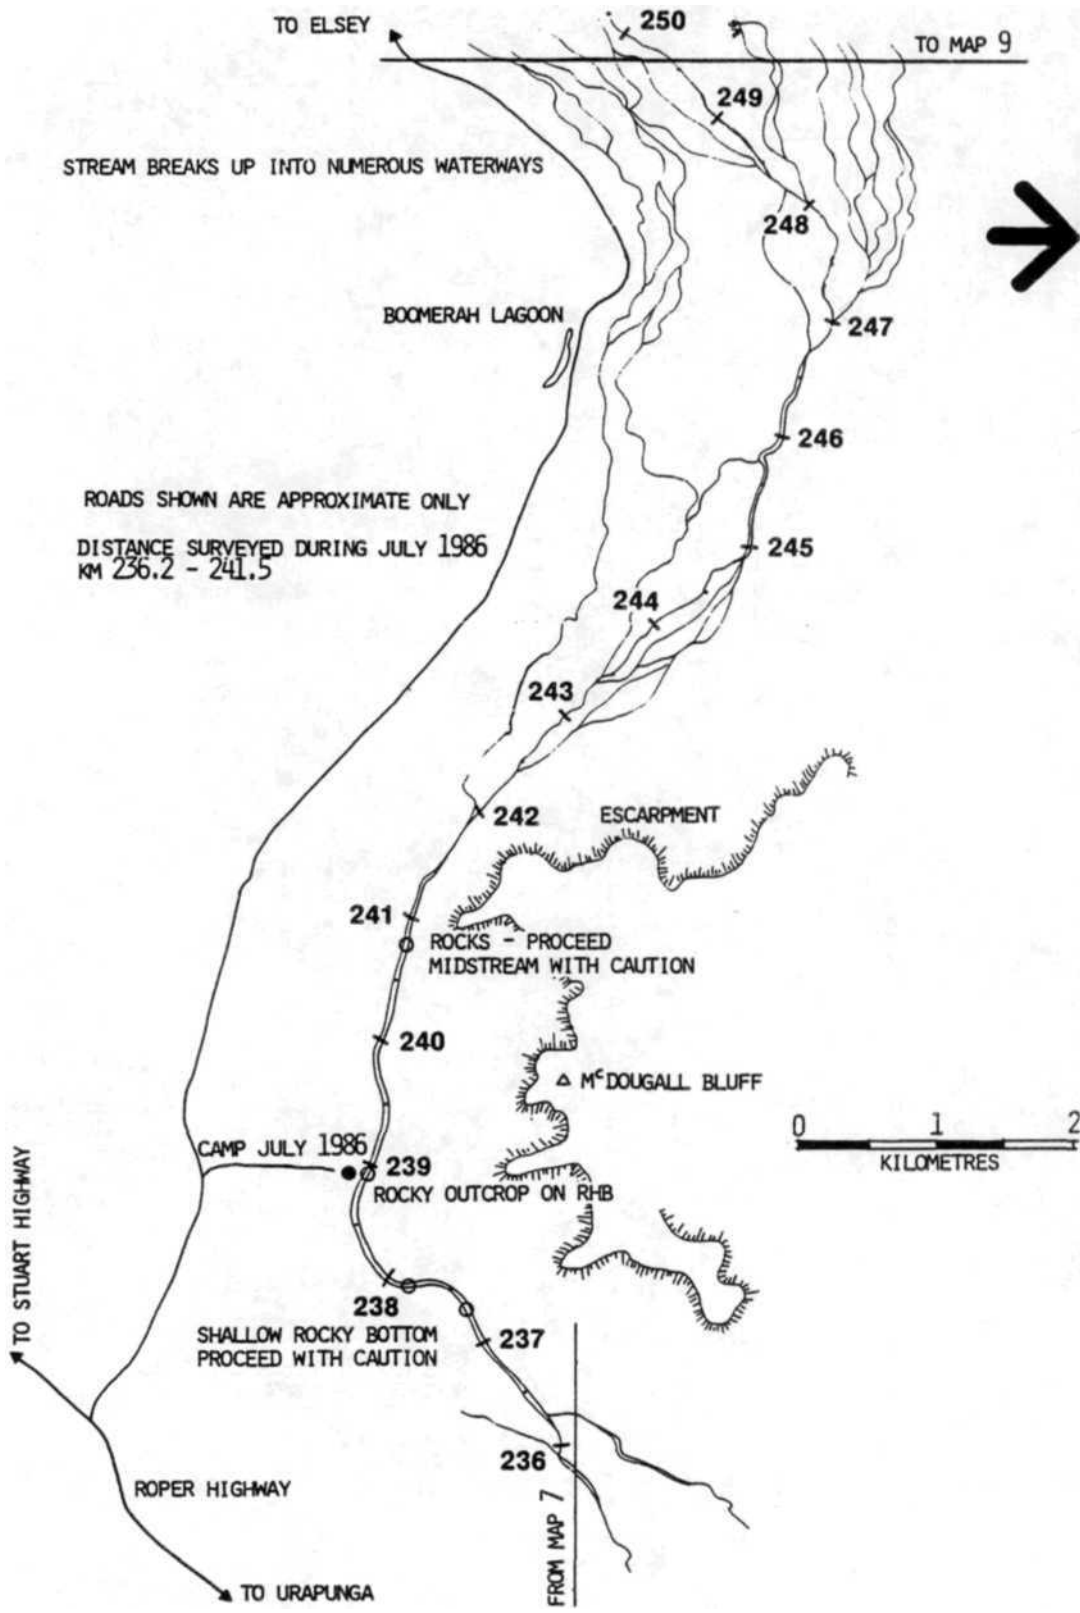 TO ELSEY
250
TO MAP 9
249
STREAM BREAKS UP INTO NUMEROUS WATERWAYS
248
BOOMERAH LAGOON
247
246
ROADS SHOWN ARE APPROXIMATE ONLY
DISTANCE SURVEYED DURING JULY 1986
KM 236.2 - 241.5
245
244
243
242
ESCARPMENT
241
ROCKS - PROCEED
MIDSTREAM WITH CAUTION
240
McDOUGALL BLUFF
0 1 2
KILOMETRES
CAMP JULY 1986
239
ROCKY OUTCROP ON RHB
TO STUART HIGHWAY
238
SHALLOW ROCKY BOTTOM
PROCEED WITH CAUTION
237
236
ROPER HIGHWAY
FROM MAP 7
TO URAPUNGA